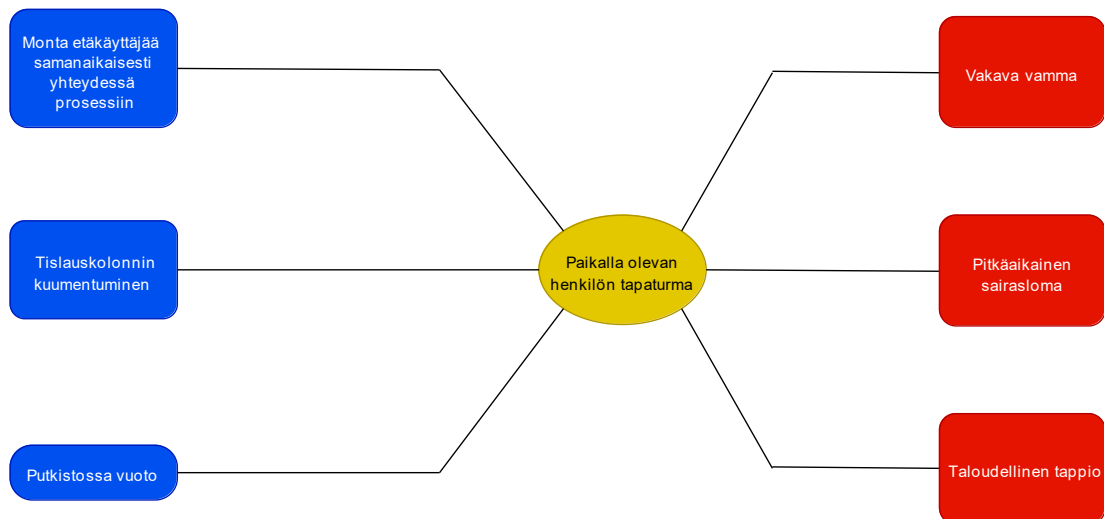 Monta etäkäyttäjää
samanaikaisesti
yhteydessä
prosessiin
Tislauskolonnin
kuumentuminen
Putkistossa vuoto
Paikalla olevan
henkilön tapaturma
Vakava vamma
Pitkäaikainen
sairasloma
Taloudellinen tappio